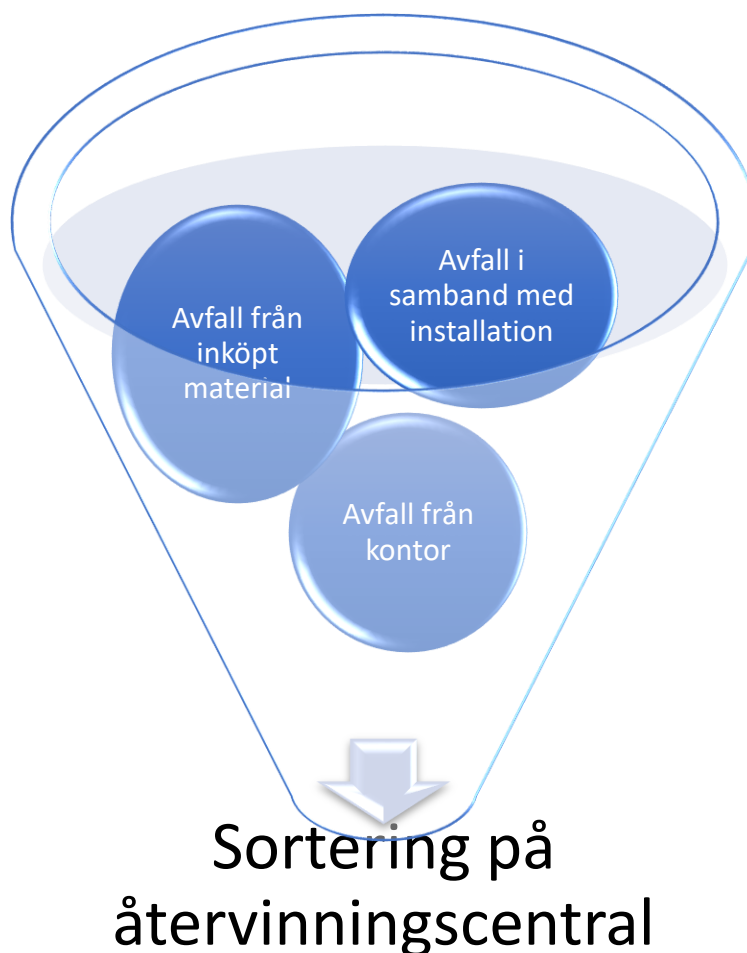 Avfall i
samband med
installation
Avfall från
inköpt
material
Avfall från
kontor
Sortering på
återvinningscentral